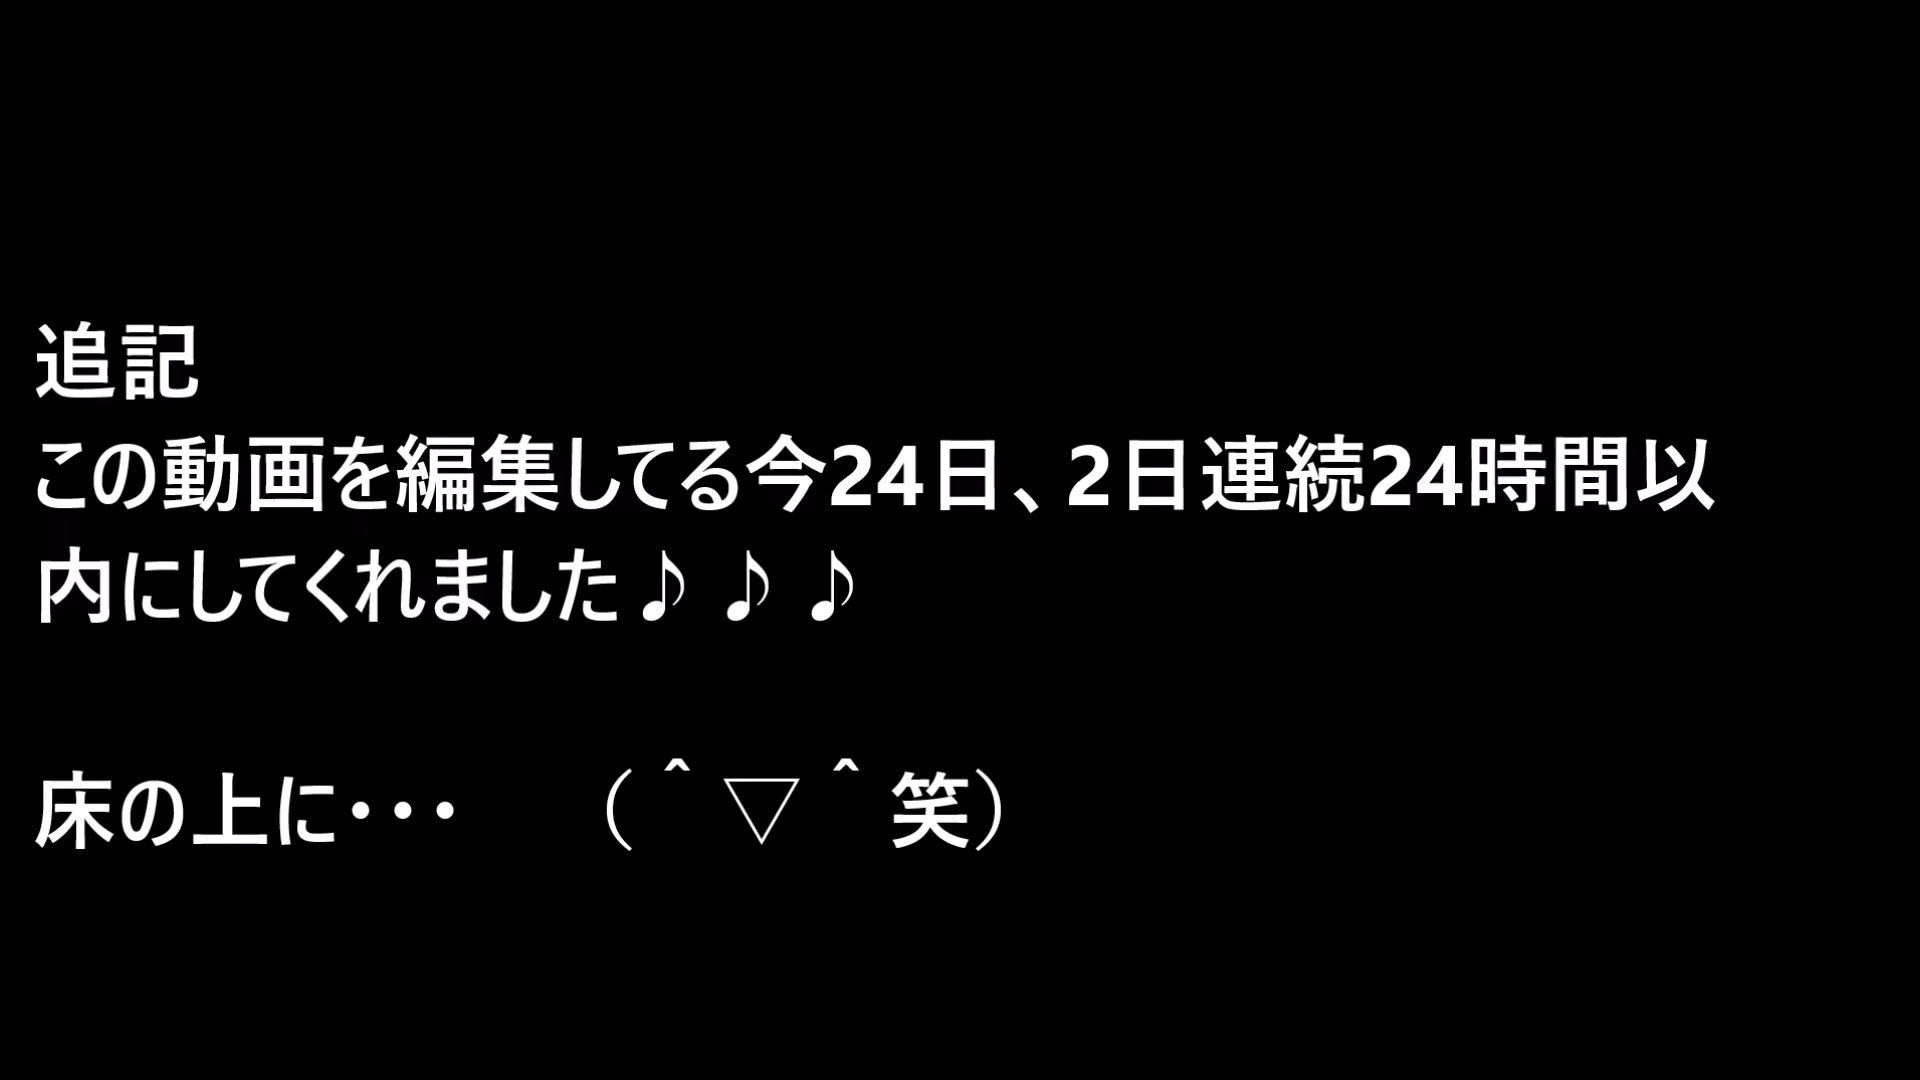 追記
この動画を編集してる今24日、2日連続24時間以
内にしてくれました♪♪♪
床の上に・・・　（＾▽＾笑）